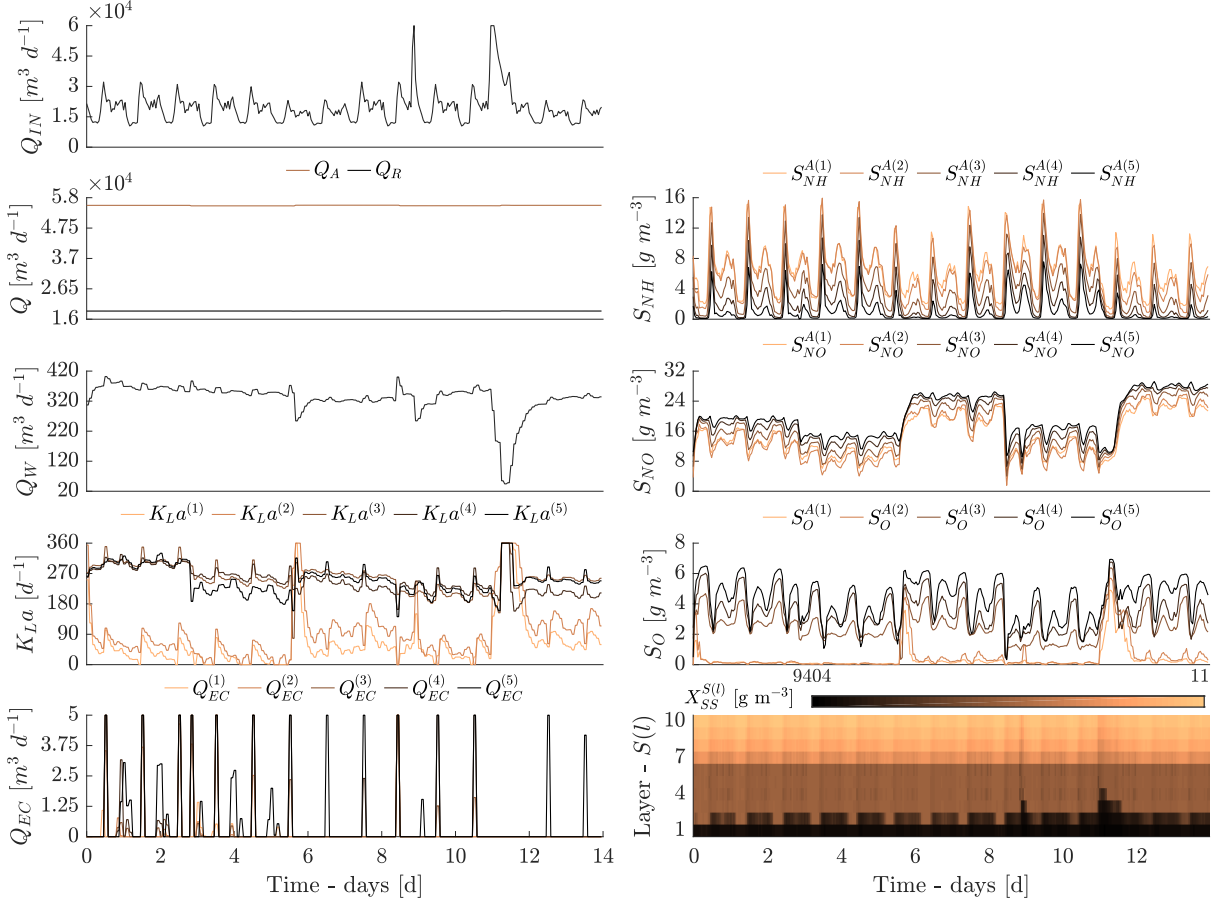 ×10⁴
Q_IN [m³ d⁻¹]
6
4.5
3
1.5
0
Q_A Q_R
×10⁴
Q [m³ d⁻¹]
5.8
4.75
3.7
2.65
1.6
Q_W [m³ d⁻¹]
420
320
220
120
20
K_La⁽¹⁾ K_La⁽²⁾ K_La⁽³⁾ K_La⁽⁴⁾ K_La⁽⁵⁾
K_La [d⁻¹]
360
270
180
90
0
Q_EC⁽¹⁾ Q_EC⁽²⁾ Q_EC⁽³⁾ Q_EC⁽⁴⁾ Q_EC⁽⁵⁾
Q_EC [m³ d⁻¹]
5
3.75
2.5
1.25
0
0 2 4 6 8 10 12 14
Time - days [d]
S_NH^A(1) S_NH^A(2) S_NH^A(3) S_NH^A(4) S_NH^A(5)
S_NH [g m⁻³]
16
12
8
4
0
S_NO^A(1) S_NO^A(2) S_NO^A(3) S_NO^A(4) S_NO^A(5)
S_NO [g m⁻³]
32
24
16
8
0
S_O^A(1) S_O^A(2) S_O^A(3) S_O^A(4) S_O^A(5)
S_O [g m⁻³]
8
6
4
2
0
9404 11
X_SS^S(l) [g m⁻³]
Layer - S(l)
10
7
4
1
0 2 4 6 8 10 12
Time - days [d]